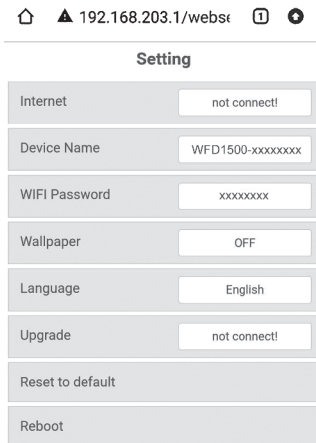 192.168.203.1/webse 1
Setting
Internet not connect!
Device Name WFD1500-xxxxxxxx
WIFI Password xxxxxxxx
Wallpaper OFF
Language English
Upgrade not connect!
Reset to default
Reboot